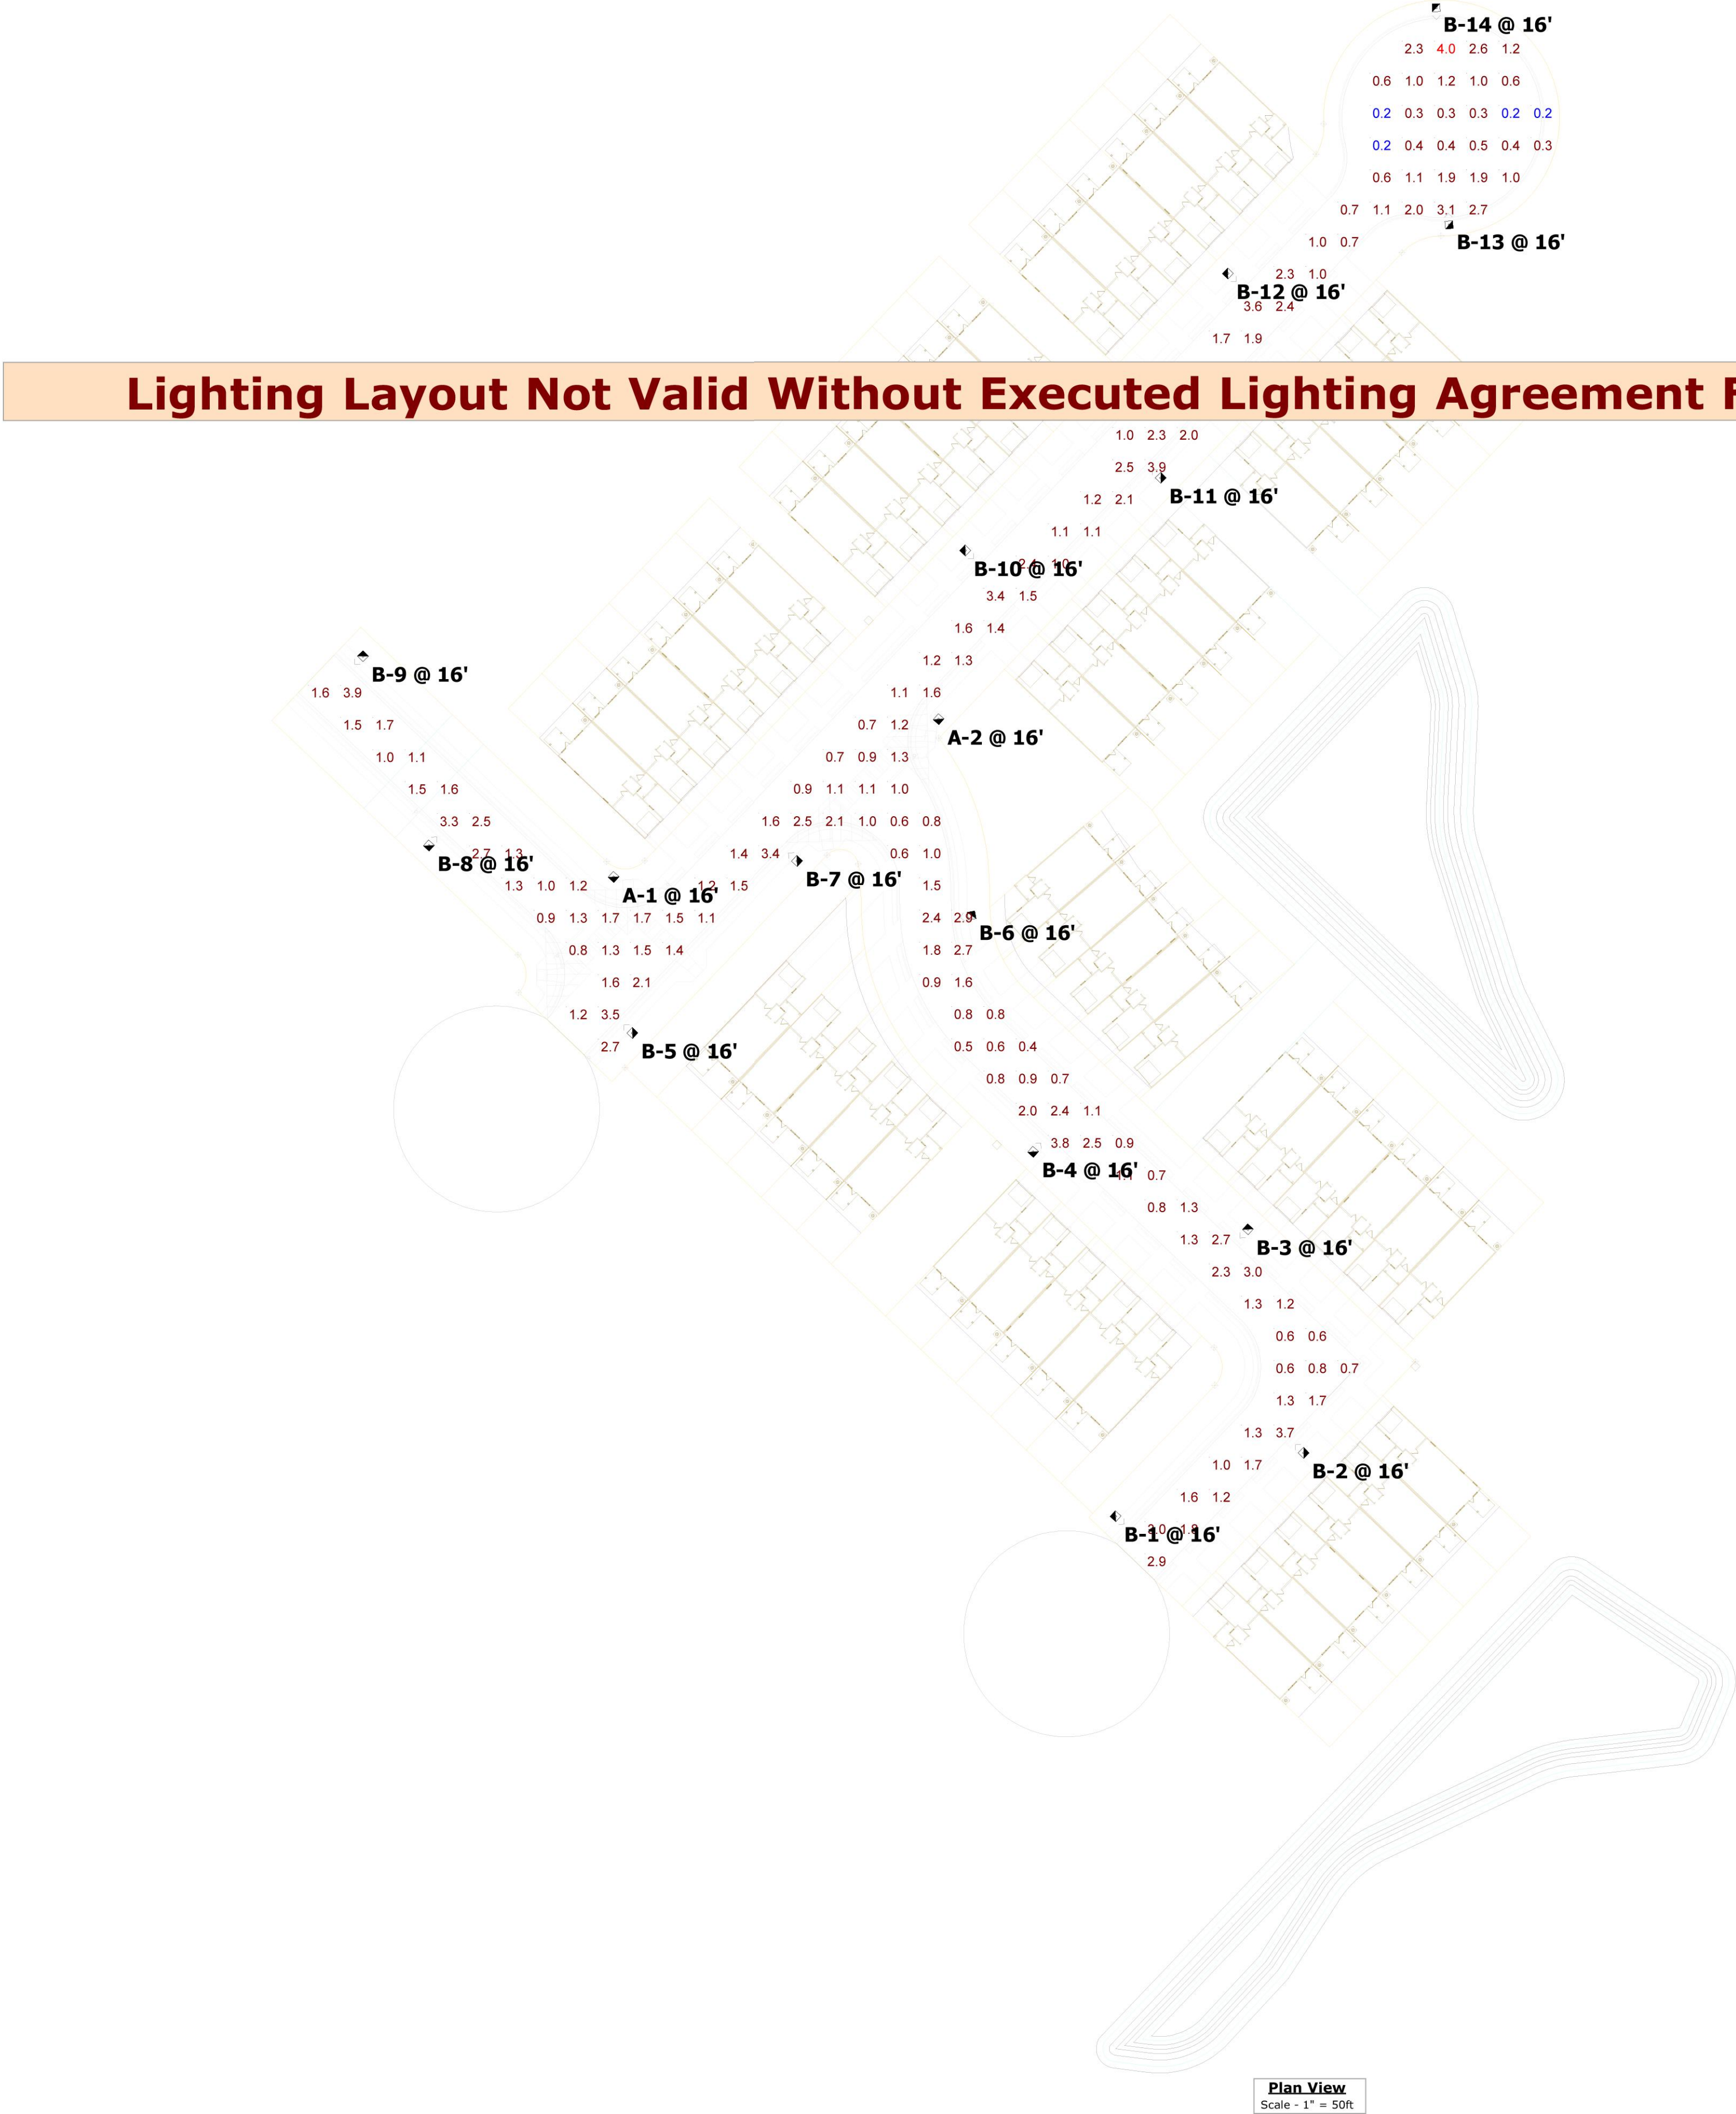 B-14 @ 16'
2.3 4.0 2.6 1.2
0.6 1.0 1.2 1.0 0.6
0.2 0.3 0.3 0.3 0.2 0.2
0.2 0.4 0.4 0.5 0.4 0.3
0.6 1.1 1.9 1.9 1.0
0.7 1.1 2.0 3.1 2.7
B-13 @ 16'
1.0 0.7
2.3 1.0
B-12 @ 16'
3.6 2.4
1.7 1.9
Lighting Layout Not Valid Without Executed Lighting Agreement
1.0 2.3 2.0
2.5 3.9
B-11 @ 16'
1.2 2.1
1.1 1.1
B-10 @ 16'
3.4 1.5
1.6 1.4
1.2 1.3
B-9 @ 16'
1.6 3.9
1.1 1.6
1.5 1.7
0.7 1.2
A-2 @ 16'
1.0 1.1
0.7 0.9 1.3
1.5 1.6
0.9 1.1 1.1 1.0
3.3 2.5
1.6 2.5 2.1 1.0 0.6 0.8
2.7 1.3
B-8 @ 16'
1.4 3.4
0.6 1.0
B-7 @ 16'
1.3 1.0 1.2
A-1 @ 16'
1.2 1.5
1.5
0.9 1.3 1.7 1.7 1.5 1.1
2.4 2.9
B-6 @ 16'
0.8 1.3 1.5 1.4
1.8 2.7
1.6 2.1
0.9 1.6
1.2 3.5
0.8 0.8
2.7
B-5 @ 16'
0.5 0.6 0.4
0.8 0.9 0.7
2.0 2.4 1.1
3.8 2.5 0.9
B-4 @ 16'
0.7
0.8 1.3
1.3 2.7
B-3 @ 16'
2.3 3.0
1.3 1.2
0.6 0.6
0.6 0.8 0.7
1.3 1.7
1.3 3.7
1.0 1.7
B-2 @ 16'
1.6 1.2
B-1 @ 16'
2.9
Plan View
Scale - 1" = 50ft